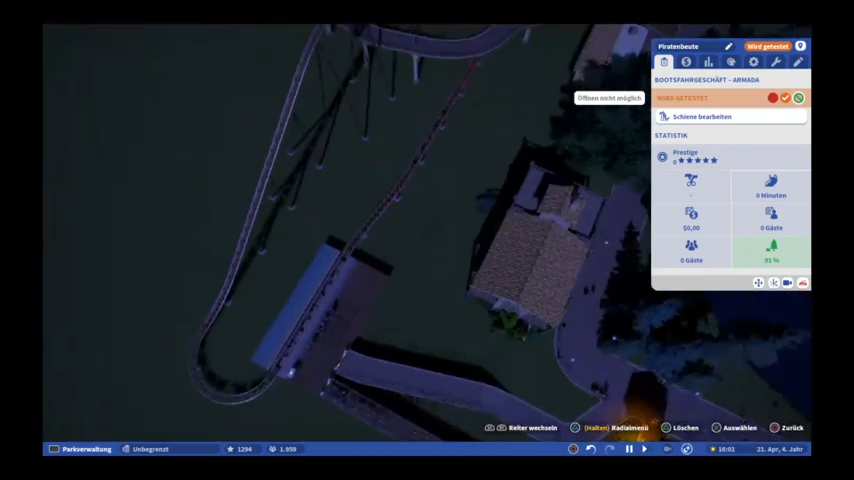 Piratenbeute
Wird getestet
BOOTSFAHRGESCHÄFT - ARMADA
WIRD GETESTET
Öffnen nicht möglich
Schiene bearbeiten
STATISTIK
Prestige
0
-
0 Minuten
$0,00
0 Gäste
0 Gäste
91 %
Reiter wechseln
(Halten) Radialmenü
Löschen
Auswählen
Zurück
Parkverwaltung
Unbegrenzt
1294
1.959
16:02
21. Apr, 4. Jahr